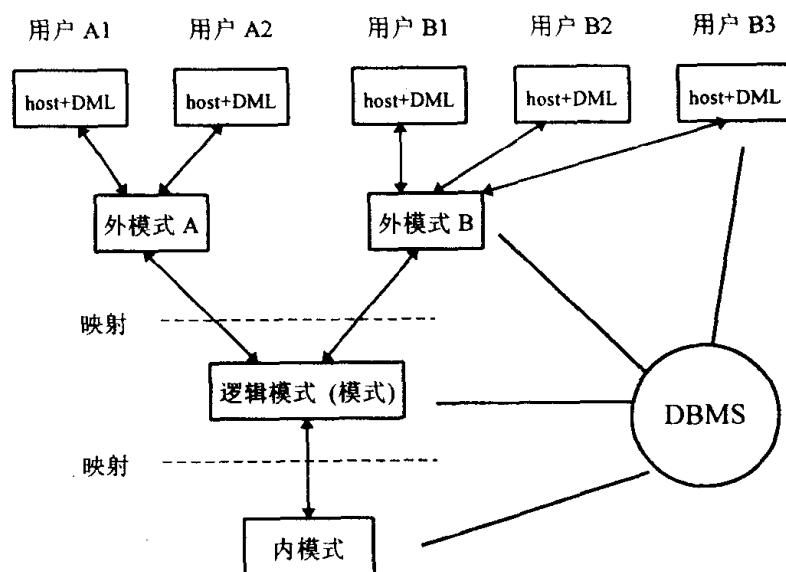 用户 A1 用户 A2 用户 B1 用户 B2 用户 B3
host+DML host+DML host+DML host+DML host+DML
外模式 A 外模式 B
映射
逻辑模式 (模式)
DBMS
映射
内模式